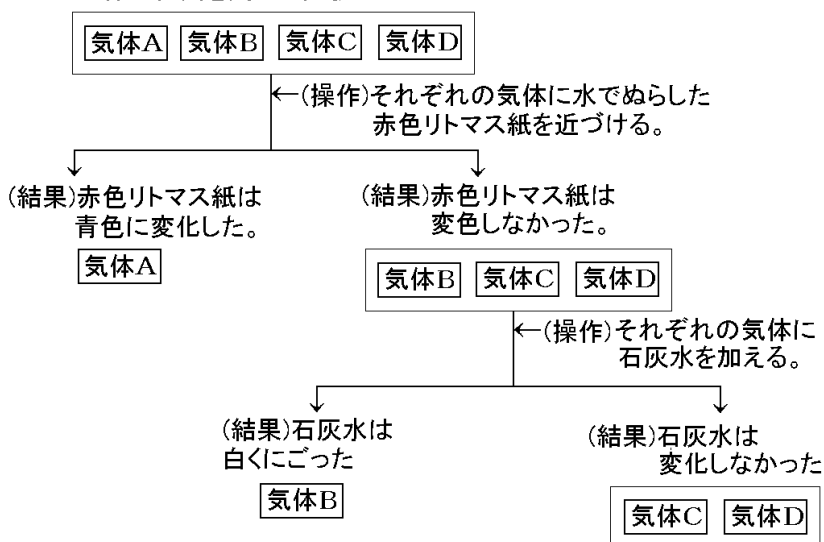 気体A 気体B 気体C 気体D
←(操作)それぞれの気体に水でぬらした
赤色リトマス紙を近づける。
(結果)赤色リトマス紙は
青色に変化した。
気体A
(結果)赤色リトマス紙は
変色しなかった。
気体B 気体C 気体D
←(操作)それぞれの気体に
石灰水を加える。
(結果)石灰水は
白くにごった
気体B
(結果)石灰水は
変化しなかった
気体C 気体D